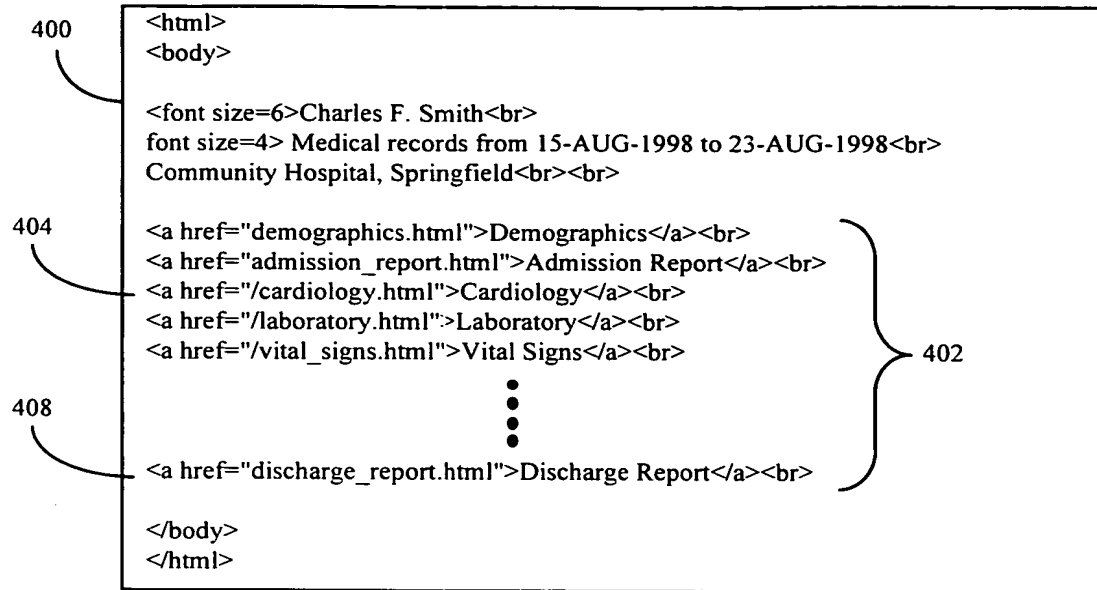 400
<html>
<body>
<font size=6>Charles F. Smith<br>
font size=4> Medical records from 15-AUG-1998 to 23-AUG-1998<br>
Community Hospital, Springfield<br><br>
404
<a href="demographics.html">Demographics</a><br>
<a href="admission_report.html">Admission Report</a><br>
<a href="/cardiology.html">Cardiology</a><br>
<a href="/laboratory.html">Laboratory</a><br>
<a href="/vital_signs.html">Vital Signs</a><br>
402
408
<a href="discharge_report.html">Discharge Report</a><br>
</body>
</html>